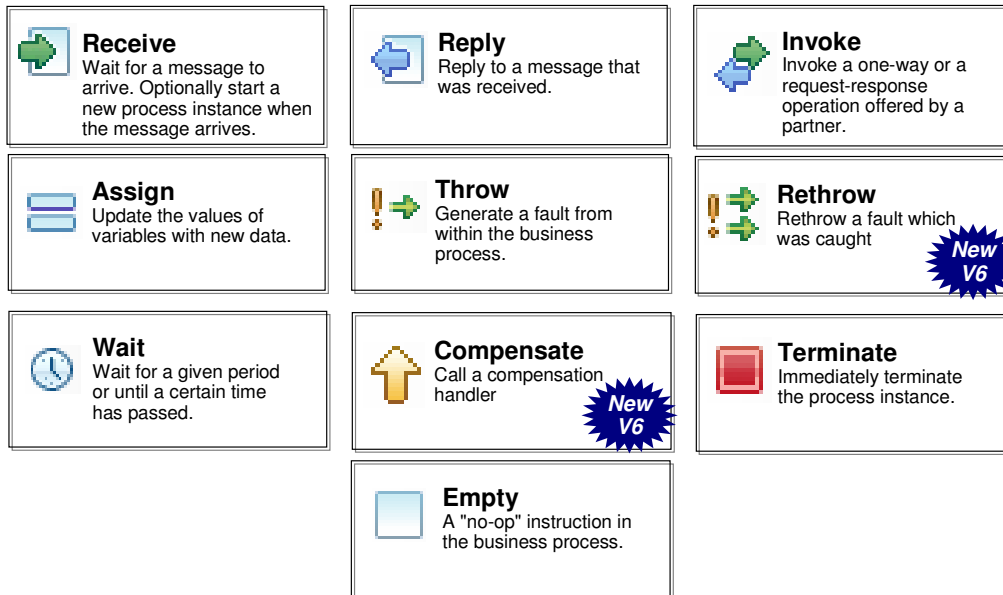 Receive
Wait for a message to
arrive. Optionally start a
new process instance when
the message arrives.
Reply
Reply to a message that
was received.
Invoke
Invoke a one-way or a
request-response
operation offered by a
partner.
Assign
Update the values of
variables with new data.
Throw
Generate a fault from
within the business
process.
Rethrow
Rethrow a fault which
was caught
New
V6
Wait
Wait for a given period
or until a certain time
has passed.
Compensate
Call a compensation
handler
New
V6
Terminate
Immediately terminate
the process instance.
Empty
A "no-op" instruction in
the business process.